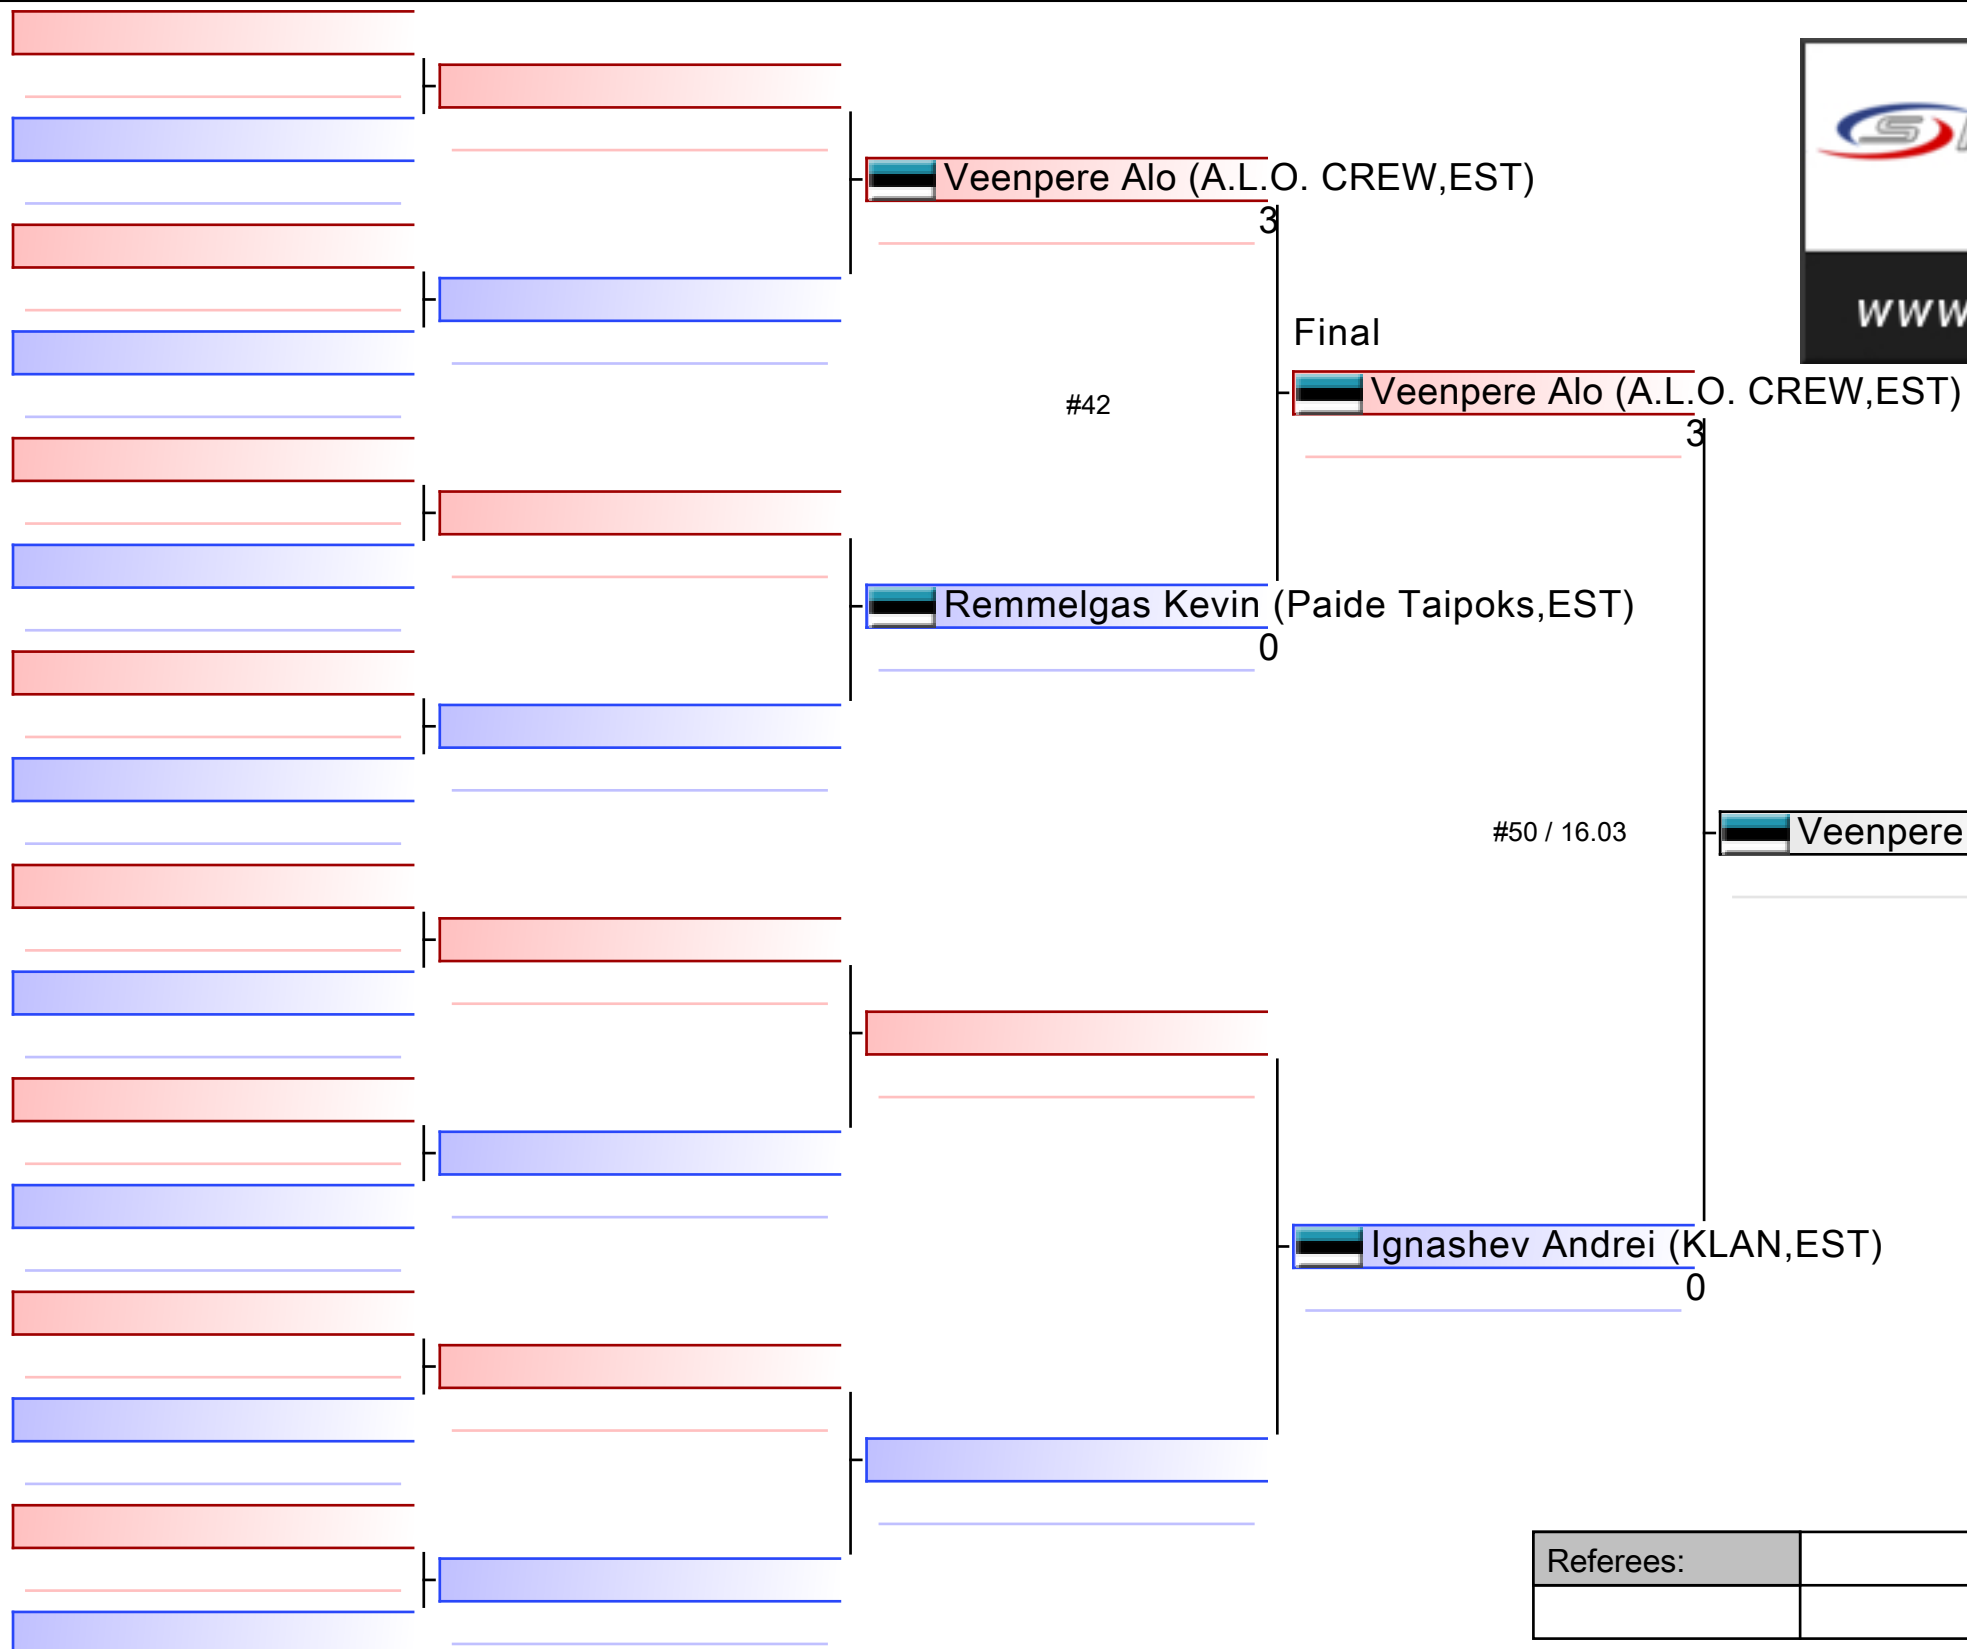 Veenpere Alo (A.L.O. CREW,EST)
3
Final
#42
Veenpere Alo (A.L.O. CREW,EST)
3
Remmelgas Kevin (Paide Taipoks,EST)
0
#50 / 16.03
Veenpere
Ignashev Andrei (KLAN,EST)
0
Referees:
www